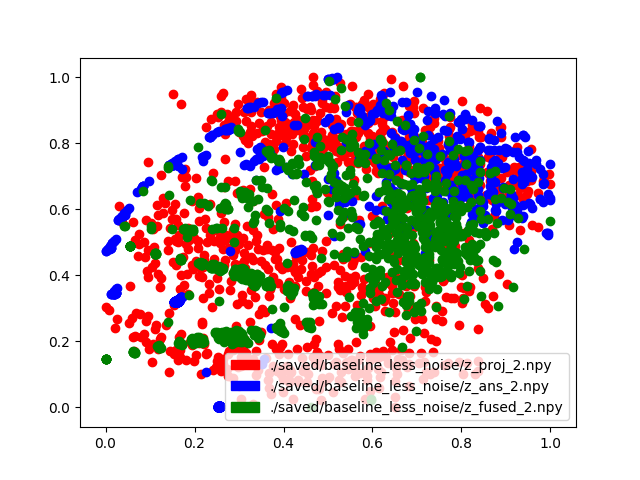 1.0
0.8
0.6
0.4
0.2
0.0
./saved/baseline_less_noise/z_proj_2.npy
./saved/baseline_less_noise/z_ans_2.npy
./saved/baseline_less_noise/z_fused_2.npy
0.0 0.2 0.4 0.6 0.8 1.0